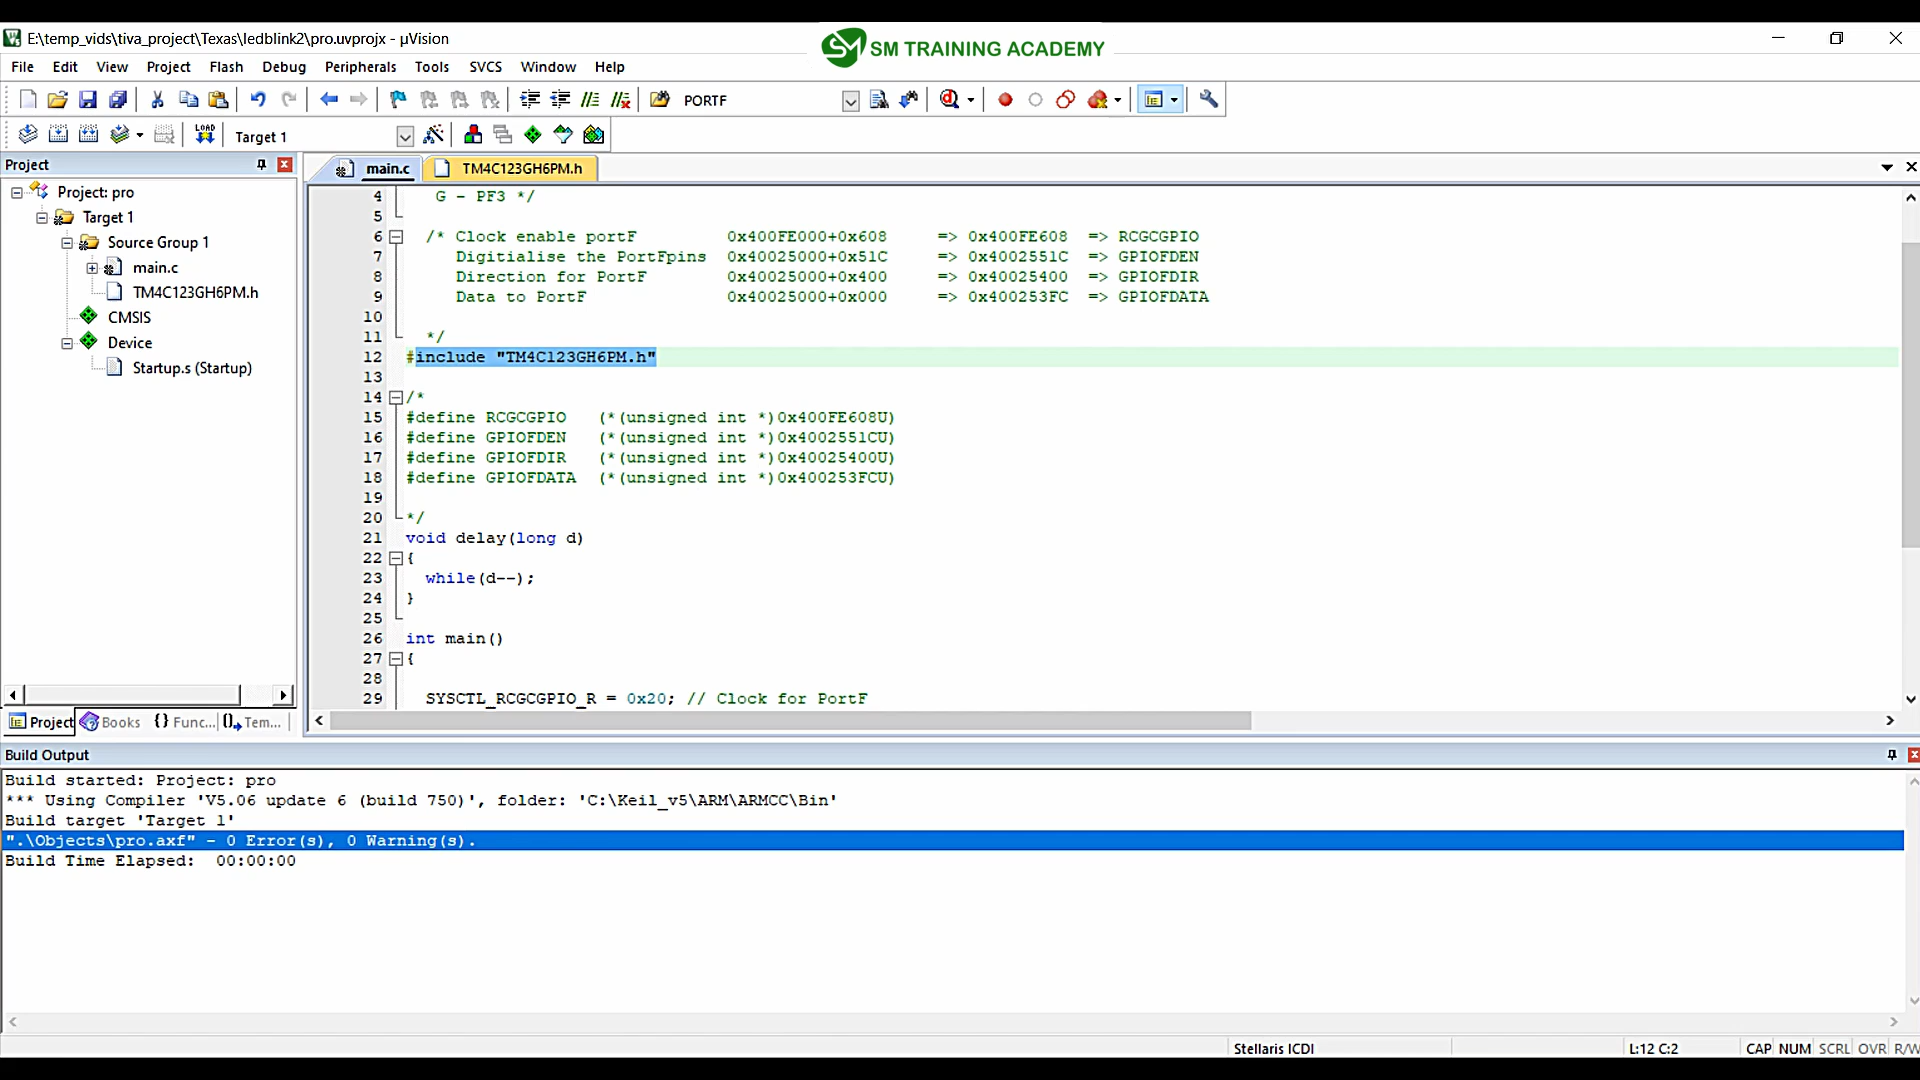 E:\temp_vids\tiva_project\Texas\ledblink2\pro.uvprojx - µVision
SM TRAINING ACADEMY
File Edit View Project Flash Debug Peripherals Tools SVCS Window Help
PORTF
LOAD
Target 1
Project
main.c
TM4C123GH6PM.h
Project: pro
Target 1
Source Group 1
main.c
TM4C123GH6PM.h
CMSIS
Device
Startup.s (Startup)
4 G - PF3 */
5
6 /* Clock enable portF 0x400FE000+0x608 => 0x400FE608 => RCGCGPIO
7 Digitialise the PortFpins 0x40025000+0x51C => 0x4002551C => GPIOFDEN
8 Direction for PortF 0x40025000+0x400 => 0x40025400 => GPIOFDIR
9 Data to PortF 0x40025000+0x000 => 0x400253FC => GPIOFDATA
10
11 */
12 #include "TM4C123GH6PM.h"
13
14 /*
15 #define RCGCGPIO (*(unsigned int *)0x400FE608U)
16 #define GPIOFDEN (*(unsigned int *)0x4002551CU)
17 #define GPIOFDIR (*(unsigned int *)0x40025400U)
18 #define GPIOFDATA (*(unsigned int *)0x400253FCU)
19
20 */
21 void delay(long d)
22 {
23 while(d--);
24 }
25
26 int main()
27 {
28
29 SYSCTL_RCGCGPIO_R = 0x20; // Clock for PortF
Project Books {} Func... Tem...
Build Output
Build started: Project: pro
*** Using Compiler 'V5.06 update 6 (build 750)', folder: 'C:\Keil_v5\ARM\ARMCC\Bin'
Build target 'Target 1'
".\Objects\pro.axf" - 0 Error(s), 0 Warning(s).
Build Time Elapsed: 00:00:00
Stellaris ICDI L:12 C:2 CAP NUM SCRL OVR R/W